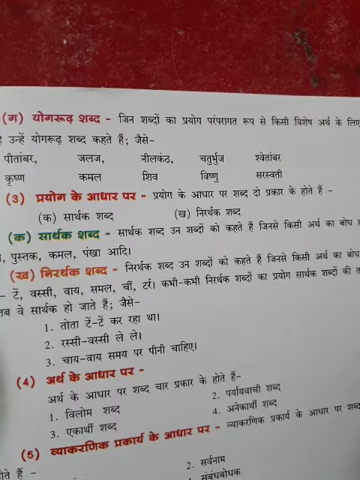 (ग) योगरूढ़ शब्द - जिन शब्दों का प्रयोग परंपरागत रूप से किसी विशेष अर्थ के लिए
उन्हें योगरूढ़ शब्द कहते हैं; जैसे-
पीतांबर, जलज, नीलकंठ, चतुर्भुज श्वेतांबर
कृष्ण कमल शिव विष्णु सरस्वती
(3) प्रयोग के आधार पर - प्रयोग के आधार पर शब्द दो प्रकार के होते हैं -
(क) सार्थक शब्द (ख) निरर्थक शब्द
(क) सार्थक शब्द - सार्थक शब्द उन शब्दों को कहते हैं जिनसे किसी अर्थ का बोध
पुस्तक, कमल, पंखा आदि।
(ख) निरर्थक शब्द - निरर्थक शब्द उन शब्दों को कहते हैं जिनसे किसी अर्थ का बोध
- टें, वस्सी, वाय, समल, चीं, टर्र। कभी-कभी निरर्थक शब्दों का प्रयोग सार्थक शब्दों की
तब वे सार्थक हो जाते हैं; जैसे-
1. तोता टें-टें कर रहा था।
2. रस्सी-वस्सी ले ले।
3. चाय-वाय समय पर पीनी चाहिए।
(4) अर्थ के आधार पर -
अर्थ के आधार पर शब्द चार प्रकार के होते हैं-
1. विलोम शब्द 2. पर्यायवाची शब्द
3. एकार्थी शब्द 4. अनेकार्थी शब्द
(5) व्याकरणिक प्रकार्य के आधार पर - व्याकरणिक प्रकार्य के आधार पर शब्द
होते हैं -
2. सर्वनाम
संबंधबोधक